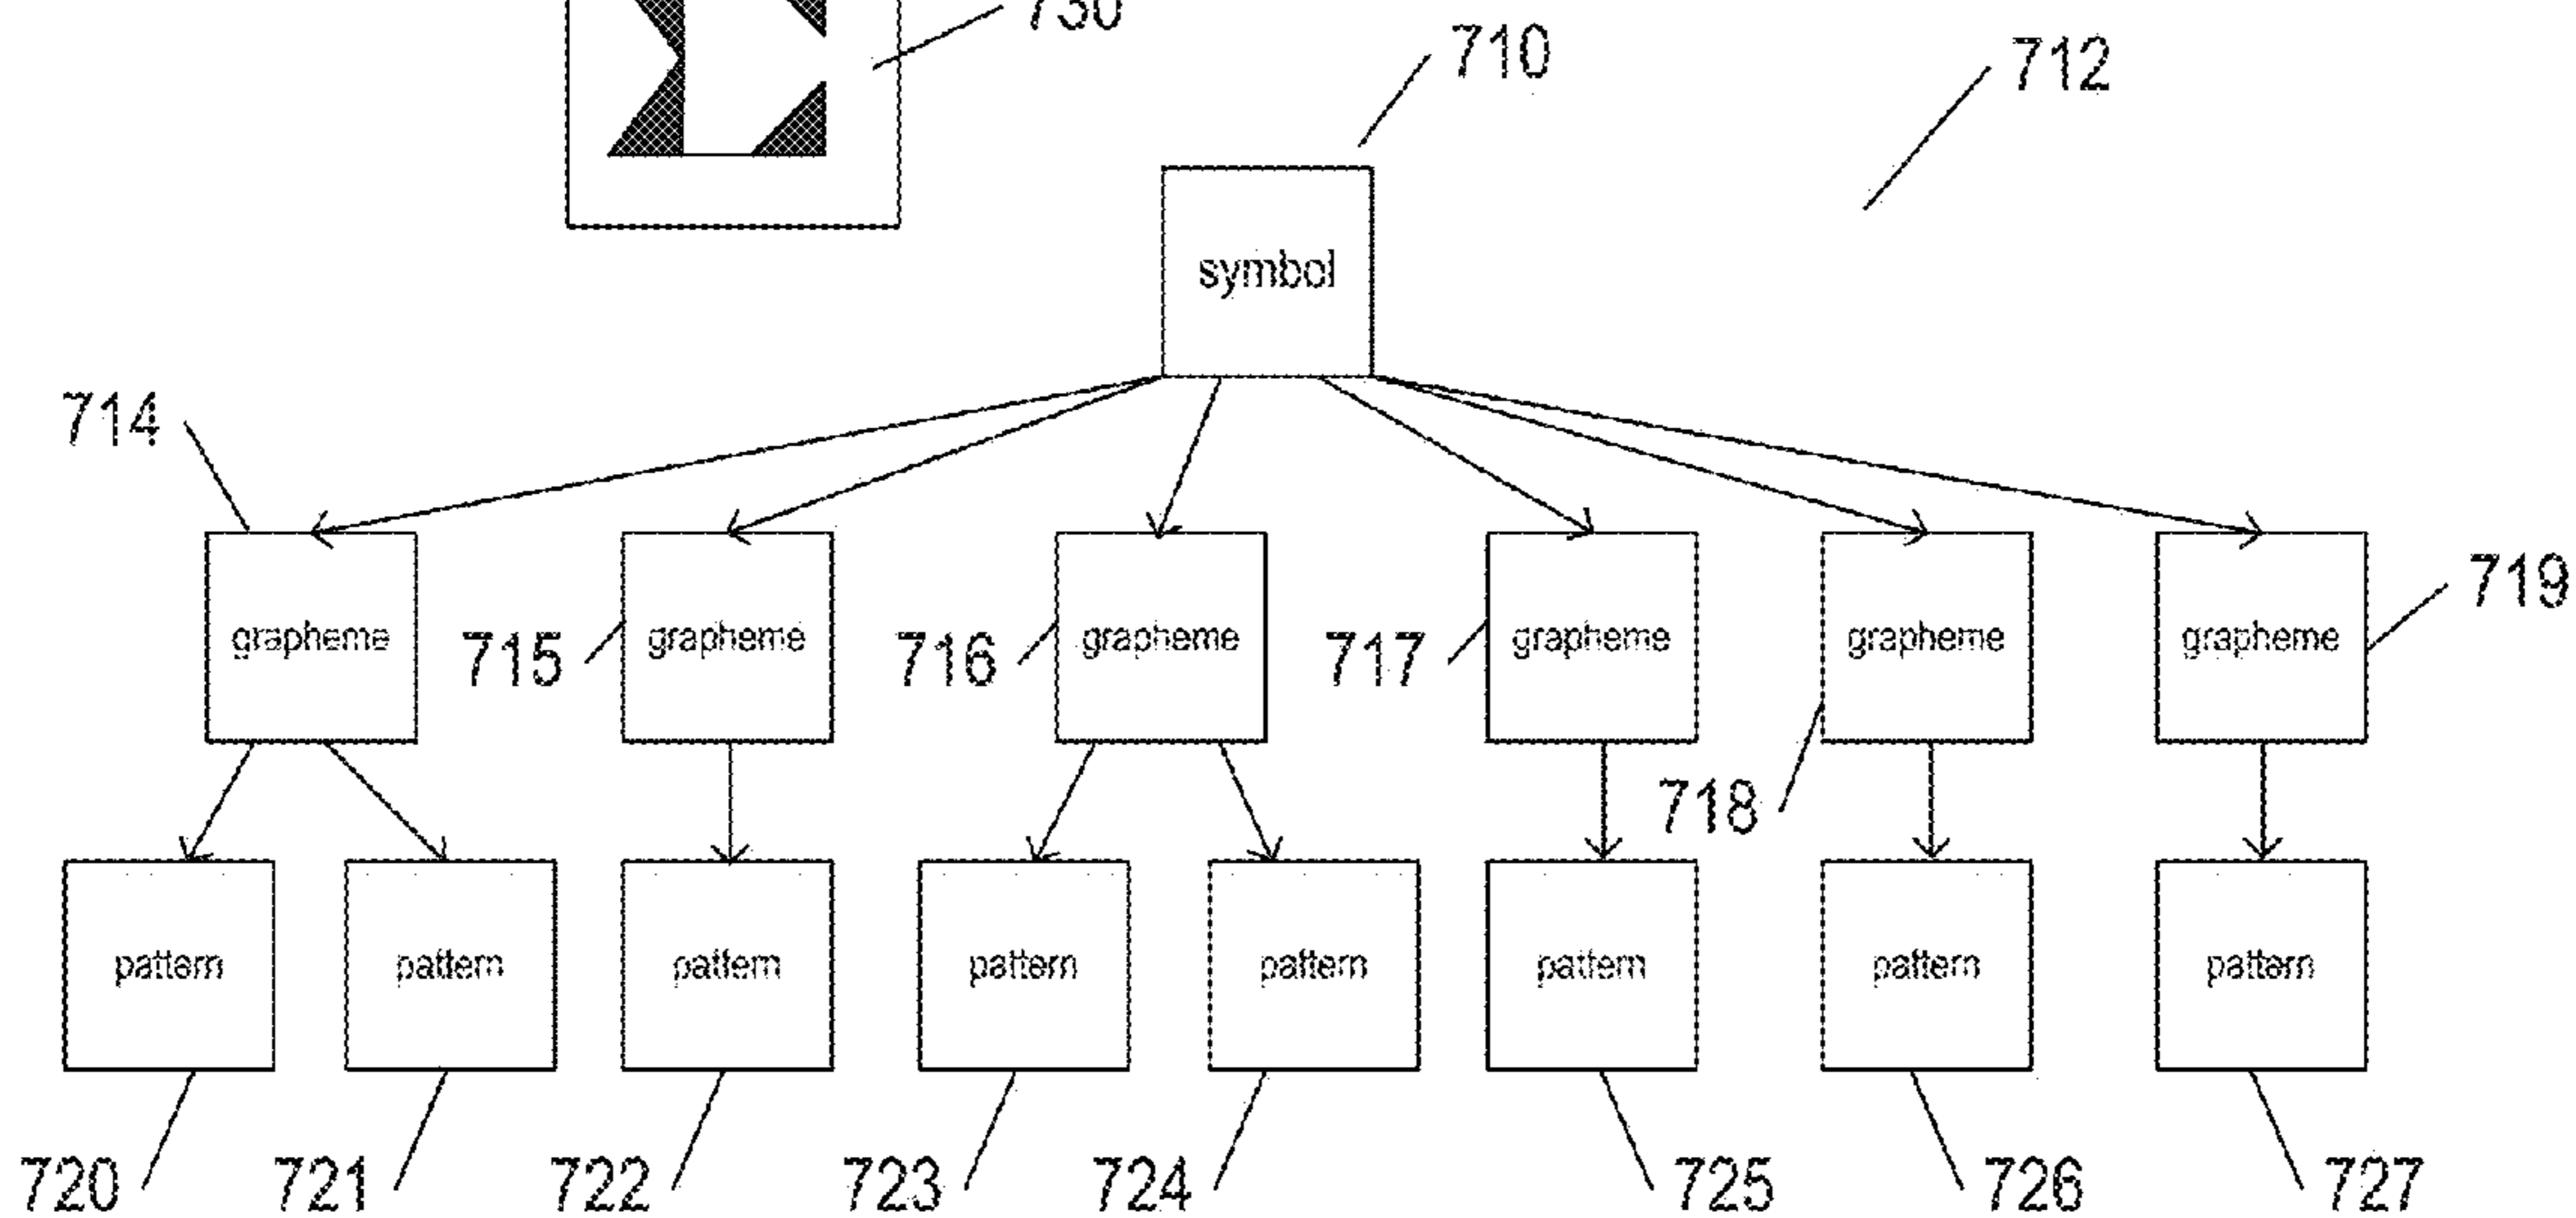 730
710
712
symbol
714
719
grapheme 715 grapheme 716 grapheme 717 grapheme grapheme grapheme
718
pattern pattern pattern pattern pattern pattern pattern pattern
720 721 722 723 724 725 726 727